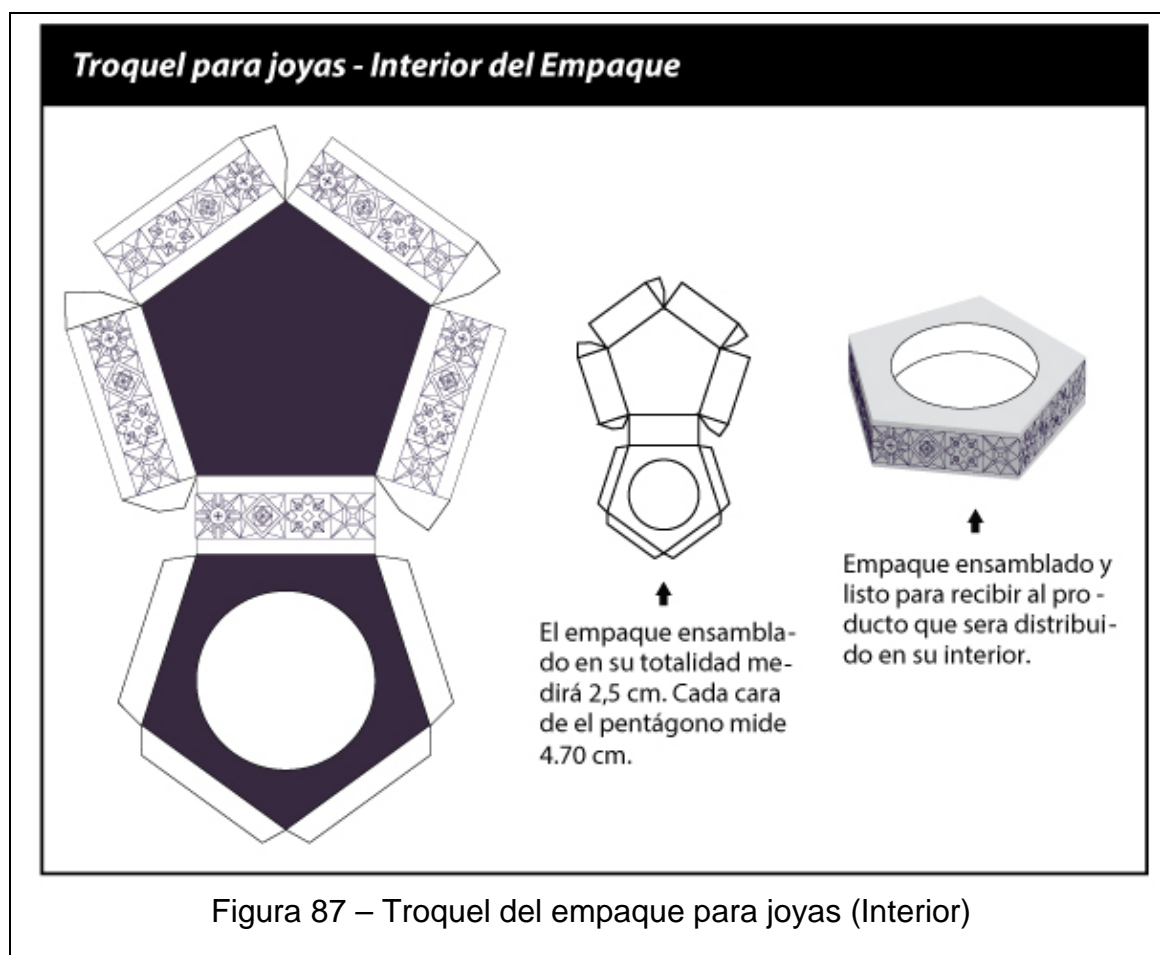 Troquel para joyas - Interior del Empaque
El empaque ensambla-
do en su totalidad me-
dirá 2,5 cm. Cada cara
de el pentágono mide
4.70 cm.
Empaque ensamblado y
listo para recibir al pro -
ducto que sera distribui-
do en su interior.
Figura 87 – Troquel del empaque para joyas (Interior)